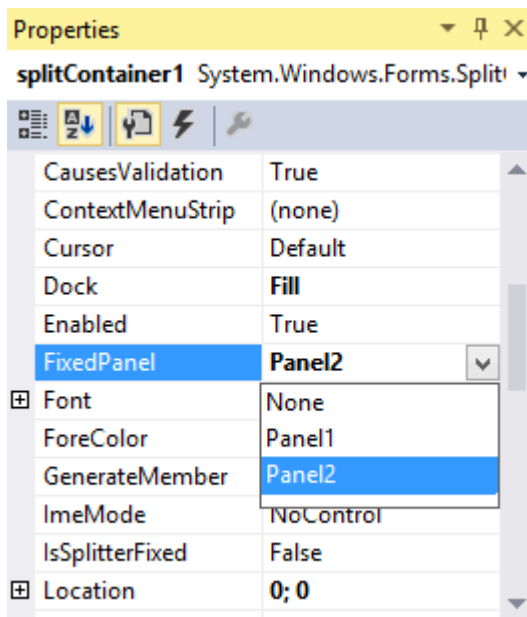 Properties
splitContainer1 System.Windows.Forms.Split
CausesValidation True
ContextMenuStrip (none)
Cursor Default
Dock Fill
Enabled True
FixedPanel Panel2
Font None
ForeColor Panel1
GenerateMember Panel2
ImeMode NoControl
IsSplitterFixed False
Location 0; 0